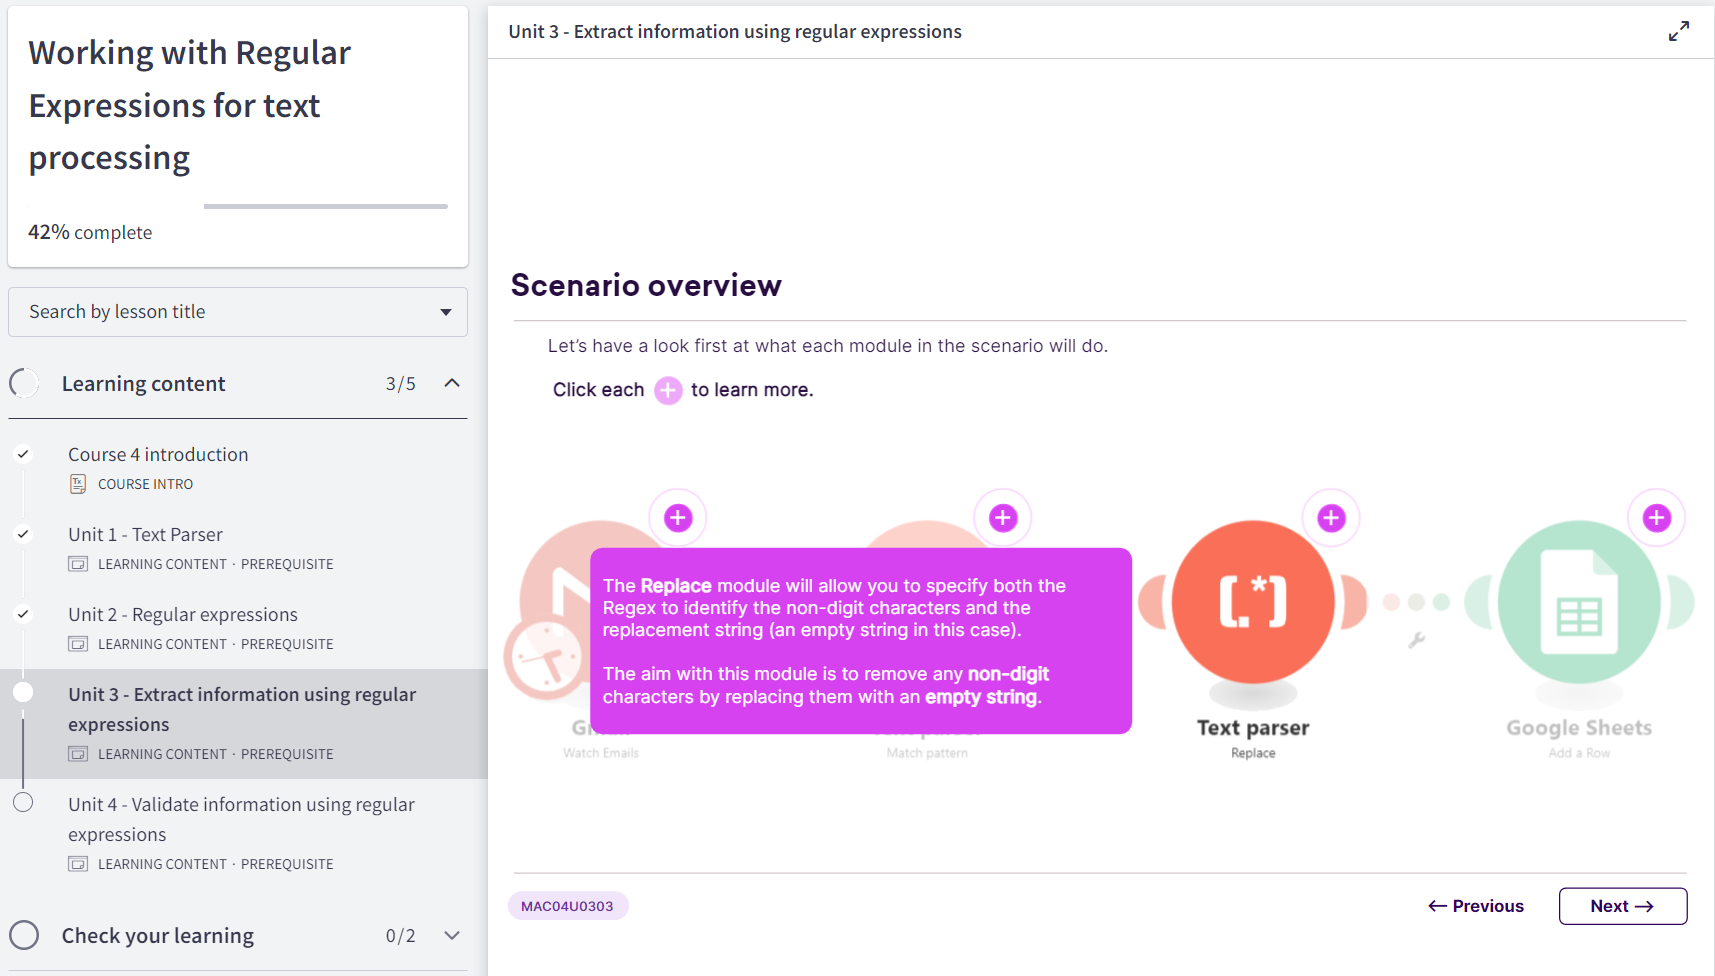 Working with Regular
Expressions for text
processing
42% complete
Search by lesson title
Learning content 3/5
Course 4 introduction
COURSE INTRO
Unit 1 - Text Parser
LEARNING CONTENT · PREREQUISITE
Unit 2 - Regular expressions
LEARNING CONTENT · PREREQUISITE
Unit 3 - Extract information using regular
expressions
LEARNING CONTENT · PREREQUISITE
Unit 4 - Validate information using regular
expressions
LEARNING CONTENT · PREREQUISITE
Check your learning 0/2
Unit 3 - Extract information using regular expressions
Scenario overview
Let's have a look first at what each module in the scenario will do.
Click each + to learn more.
The Replace module will allow you to specify both the
Regex to identify the non-digit characters and the
replacement string (an empty string in this case).
The aim with this module is to remove any non-digit
characters by replacing them with an empty string.
Watch Emails
Match pattern
[.*]
Text parser
Replace
Google Sheets
Add a Row
MAC04U0303
← Previous
Next →